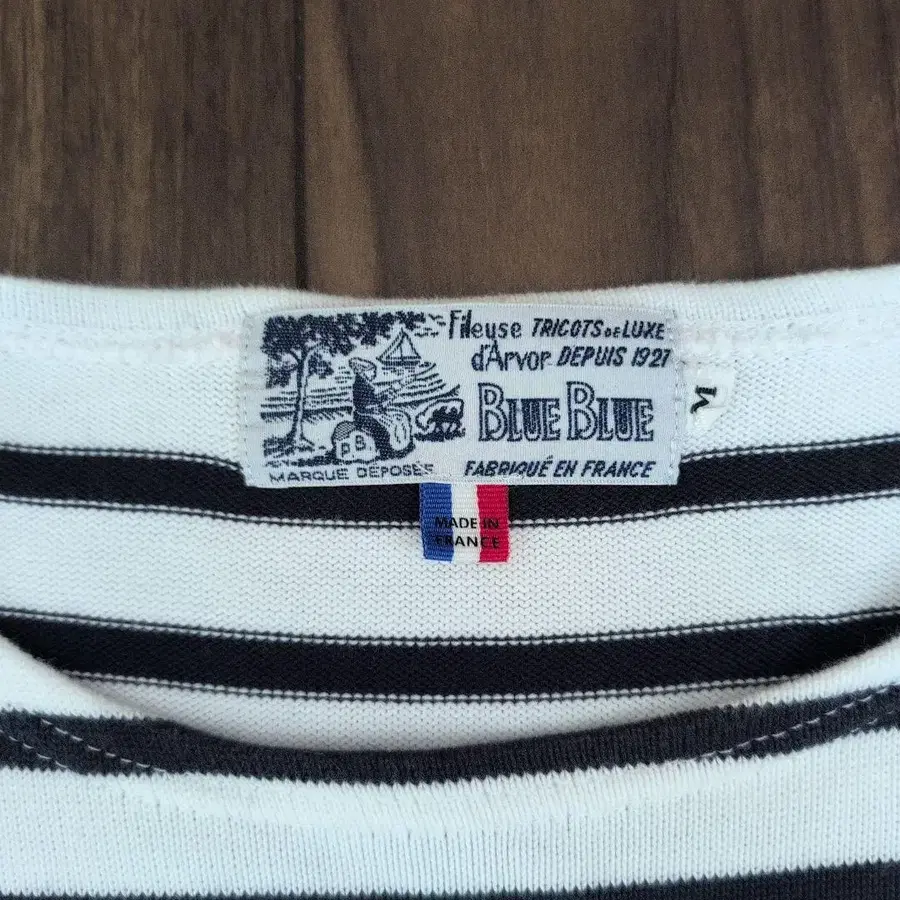 Fileuse TRICOTS DE LUXE
d'Arvor DEPUIS 1927
BLUE BLUE
B.B.
MARQUE DÉPOSÉE FABRIQUÉ EN FRANCE
M
MADE IN
FRANCE